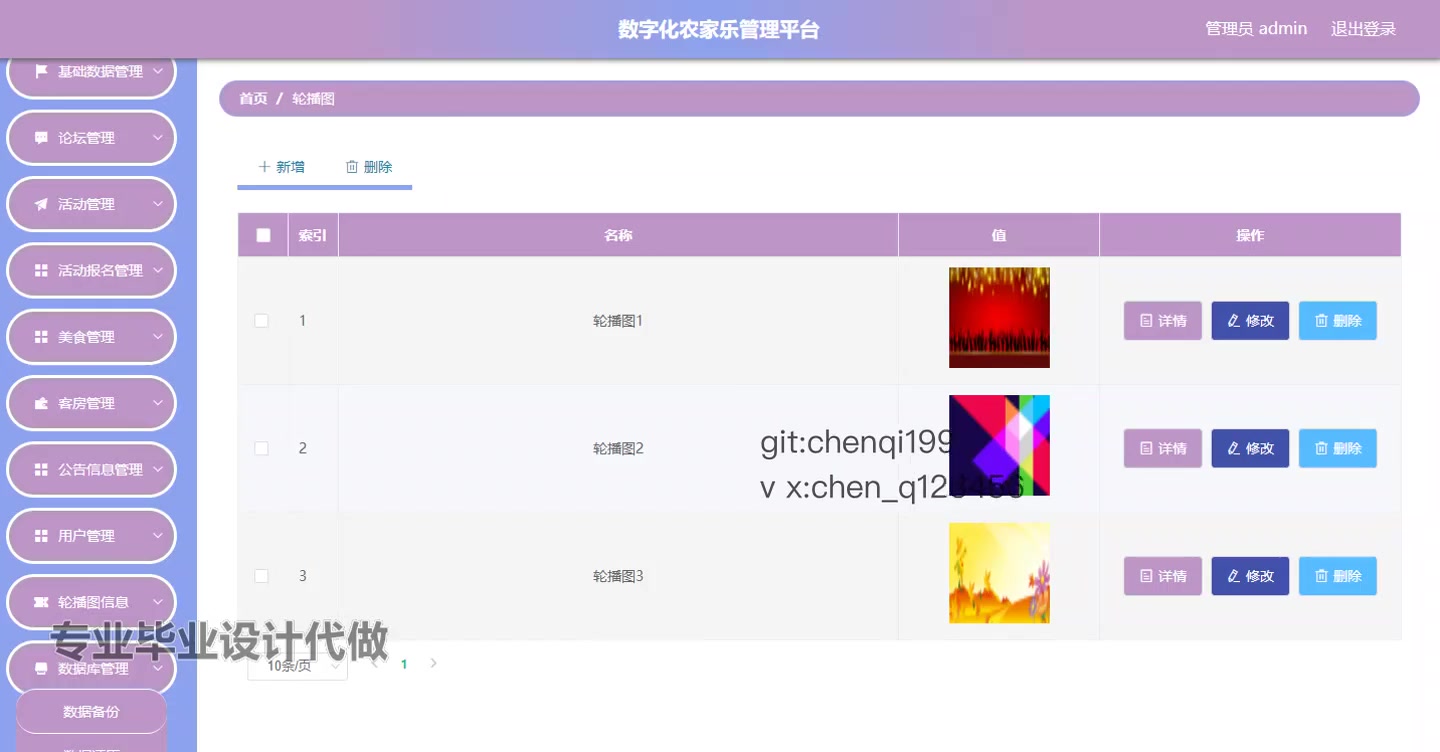 数字化农家乐管理平台
管理员 admin 退出登录
基础数据管理
首页 / 轮播图
论坛管理
新增 删除
活动管理
索引 名称 值 操作
活动报名管理
1 轮播图1 详情 修改 删除
美食管理
客房管理
git:chenqi199
2 轮播图2 详情 修改 删除
公告信息管理
v x:chen_q123456
用户管理
3 轮播图3 详情 修改 删除
轮播图信息
专业毕业设计代做
10条/页 1
数据库管理
数据备份